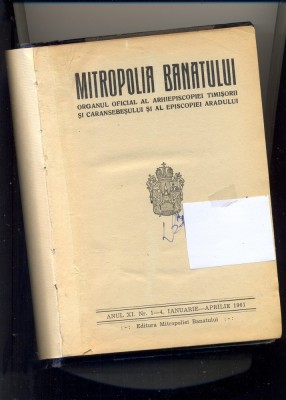 MITROPOLIA BANATULUI
ORGANUL OFICIAL AL ARHIEPISCOPIEI TIMIȘORII
ȘI CARANSEBEȘULUI ȘI AL EPISCOPIEI ARADULUI
ANUL XI. Nr. 1—4. IANUARIE—APRILIE 1961
:-: Editura Mitropoliei Banatului :-: